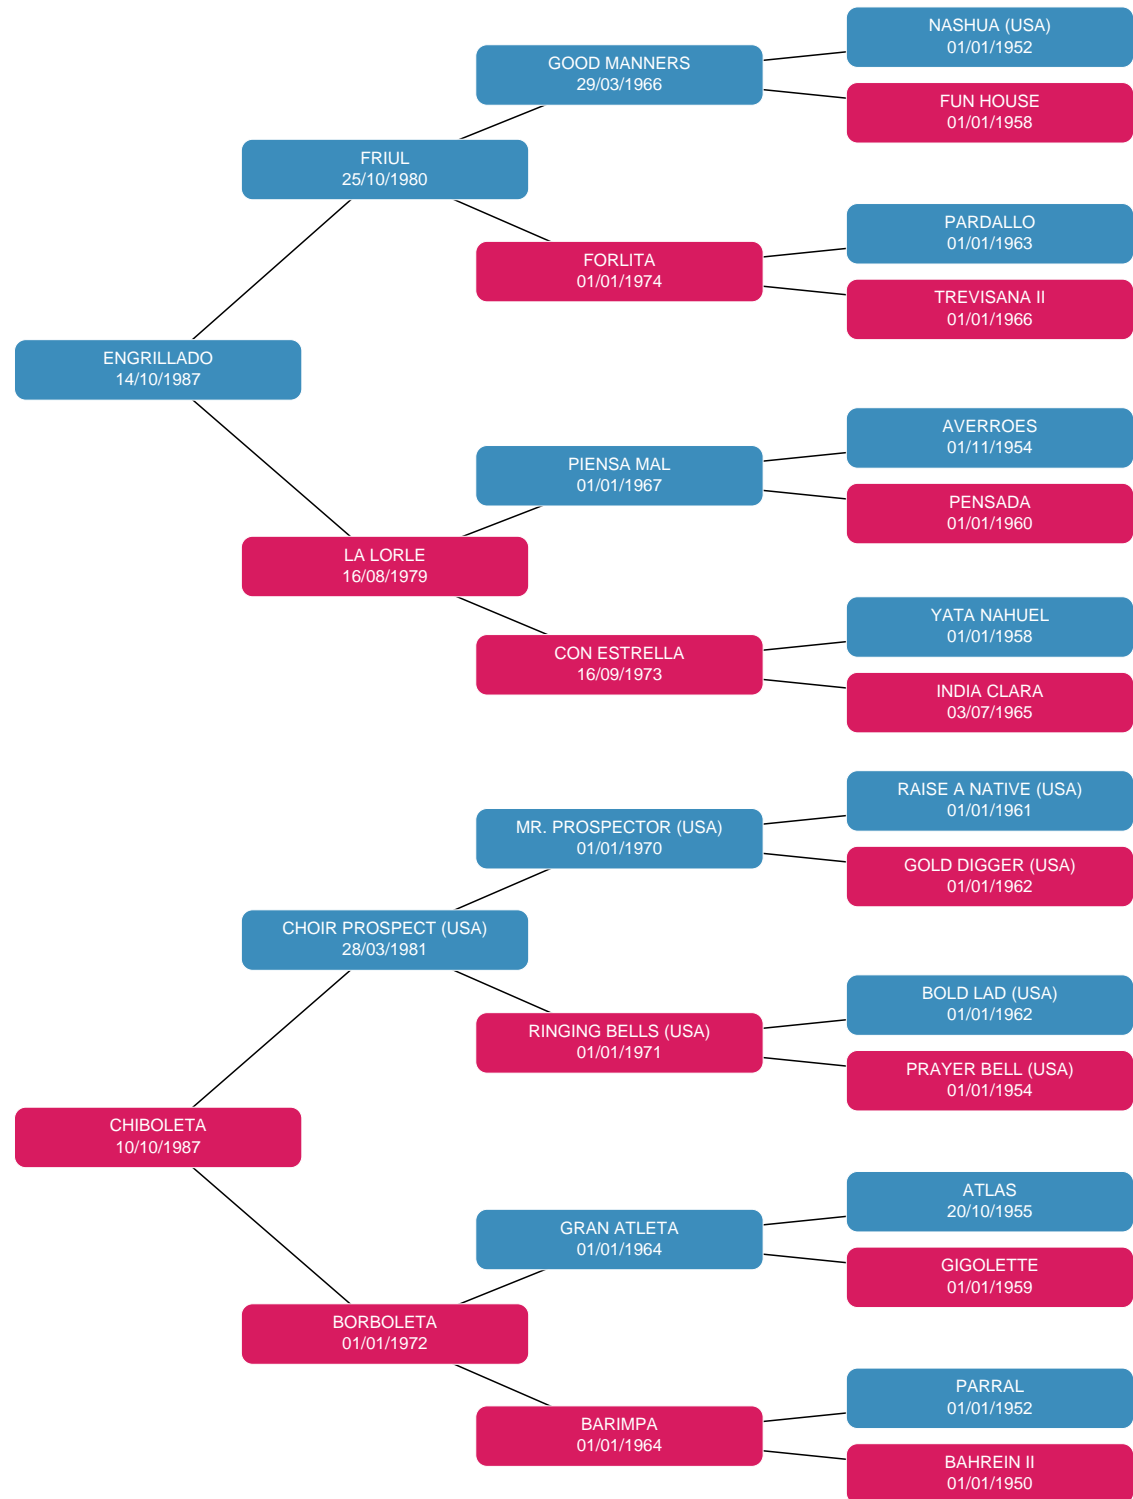 NASHUA (USA)
01/01/1952
GOOD MANNERS
29/03/1966
FUN HOUSE
01/01/1958
FRIUL
25/10/1980
PARDALLO
01/01/1963
FORLITA
01/01/1974
TREVISANA II
01/01/1966
ENGRILLADO
14/10/1987
AVERROES
01/11/1954
PIENSA MAL
01/01/1967
PENSADA
01/01/1960
LA LORLE
16/08/1979
YATA NAHUEL
01/01/1958
CON ESTRELLA
16/09/1973
INDIA CLARA
03/07/1965
RAISE A NATIVE (USA)
01/01/1961
MR. PROSPECTOR (USA)
01/01/1970
GOLD DIGGER (USA)
01/01/1962
CHOIR PROSPECT (USA)
28/03/1981
BOLD LAD (USA)
01/01/1962
RINGING BELLS (USA)
01/01/1971
PRAYER BELL (USA)
01/01/1954
CHIBOLETA
10/10/1987
ATLAS
20/10/1955
GRAN ATLETA
01/01/1964
GIGOLETTE
01/01/1959
BORBOLETA
01/01/1972
PARRAL
01/01/1952
BARIMPA
01/01/1964
BAHREIN II
01/01/1950